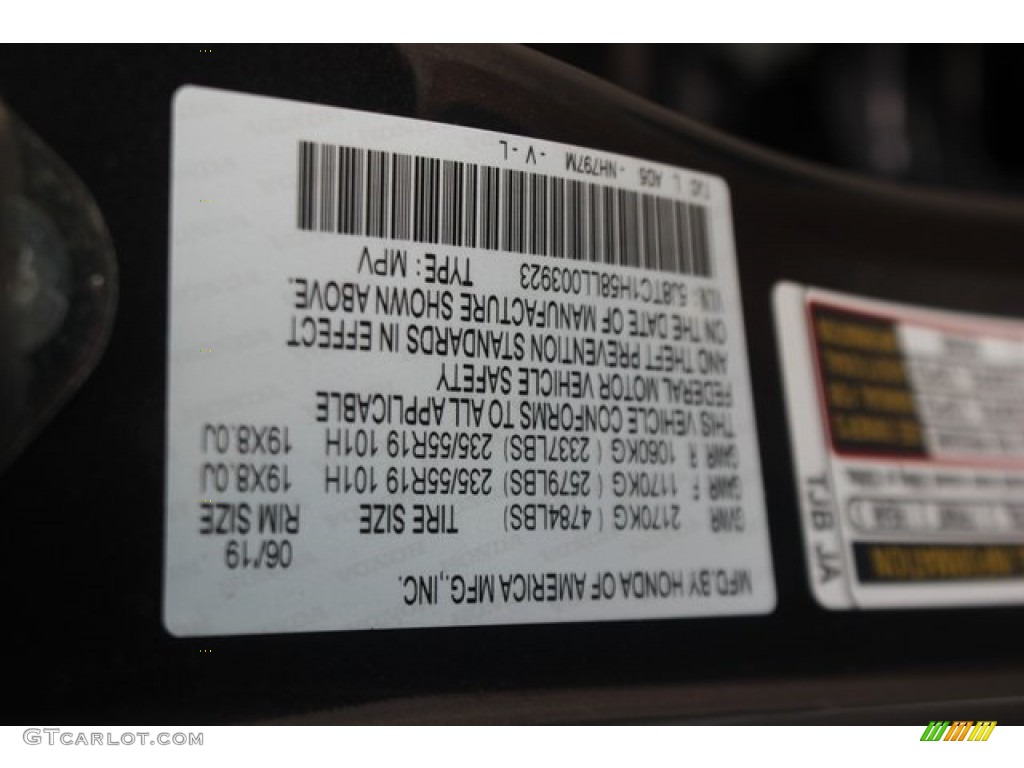 MFD.BY HONDA OF AMERICA MFG.,INC.
06/19
GVWR 2170KG ( 4784LBS) TIRE SIZE RIM SIZE
GAWR F 1170KG ( 2579LBS) 235/55R19 101H 19X8.0J
GAWR R 1060KG ( 2337LBS) 235/55R19 101H 19X8.0J
THIS VEHICLE CONFORMS TO ALL APPLICABLE
FEDERAL MOTOR VEHICLE SAFETY
AND THEFT PREVENTION STANDARDS IN EFFECT
ON THE DATE OF MANUFACTURE SHOWN ABOVE.
V.I.N.: 5J8TC1H58LL003923 TYPE: MPV
L A05 - NH797M - V - L
INFORMATION
TJB JA
GTCARLOT.COM